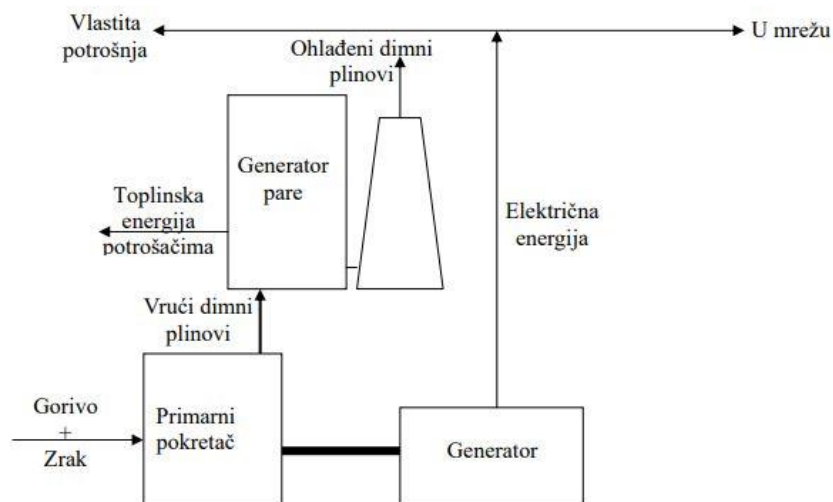 Vlastita
potrošnja
U mrežu
Ohlađeni dimni
plinovi
Generator
pare
Toplinska
energija
potrošačima
Električna
energija
Vrući dimni
plinovi
Gorivo
+
Zrak
Primarni
pokretač
Generator